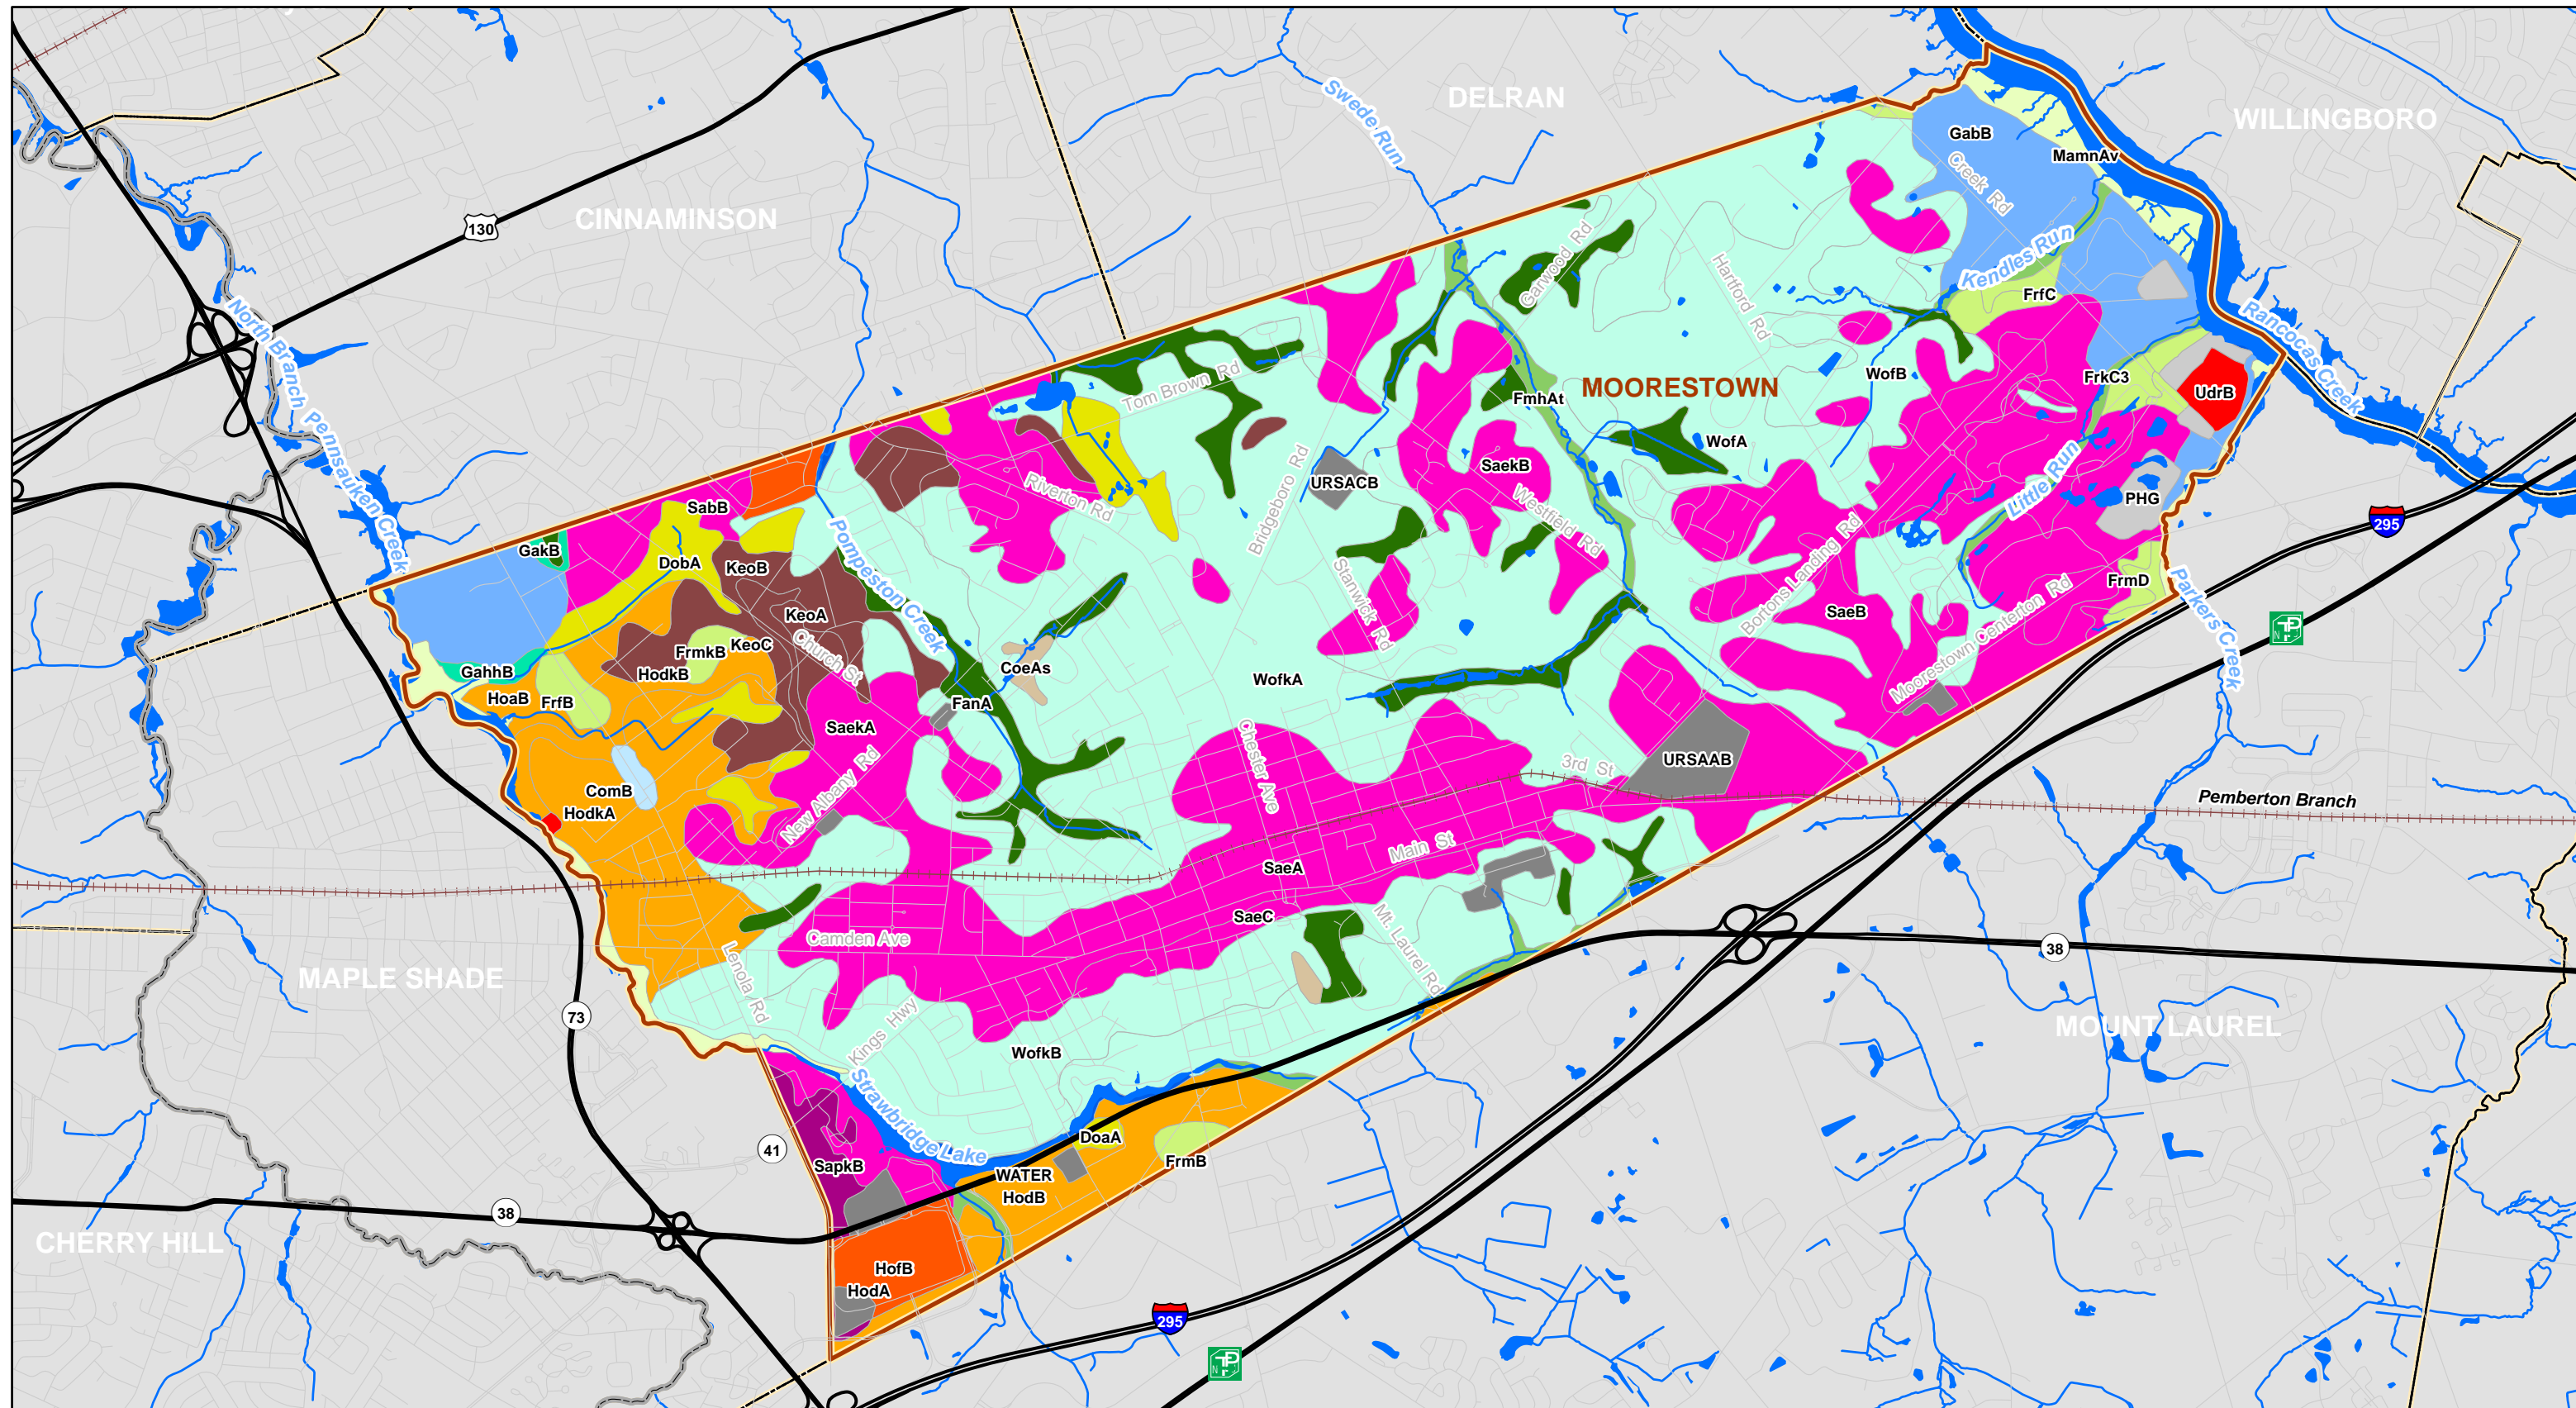 DELRAN
WILLINGBORO
Swede Run
GabB
Creek Rd
MamnAv
CINNAMINSON
130
Garwood Rd
Hartford Rd
Kendles Run
FrfC
North Branch Pennsauken Creek
Rancocas Creek
Tom Brown Rd
FmhAt
MOORESTOWN
WofB
FrkC3
UdrB
WofA
Bridgeboro Rd
SaekB
URSACB
Riverton Rd
Westfield Rd
Little Run
PHG
SabB
295
GakB
DobA
KeoB
Pompeston Creek
Stanwick Rd
Bortons Landing Rd
SaeB
FrmD
Moorestown Centerton Rd
Parkers Creek
KeoA
Church St
FrmkB
KeoC
HodkB
GahhB
CoeAs
WofkA
HoaB
FrfB
FanA
SaekA
New Albany Rd
Chester Ave
3rd St
URSAAB
ComB
HodkA
Pemberton Branch
Main St
SaeA
SaeC
Mt. Laurel Rd
Camden Ave
Lenola Rd
38
MAPLE SHADE
73
Kings Hwy
WofkB
MOUNT LAUREL
Strawbridge Lake
41
DoaA
SapkB
FrmB
WATER
HodB
38
CHERRY HILL
HofB
HodA
295